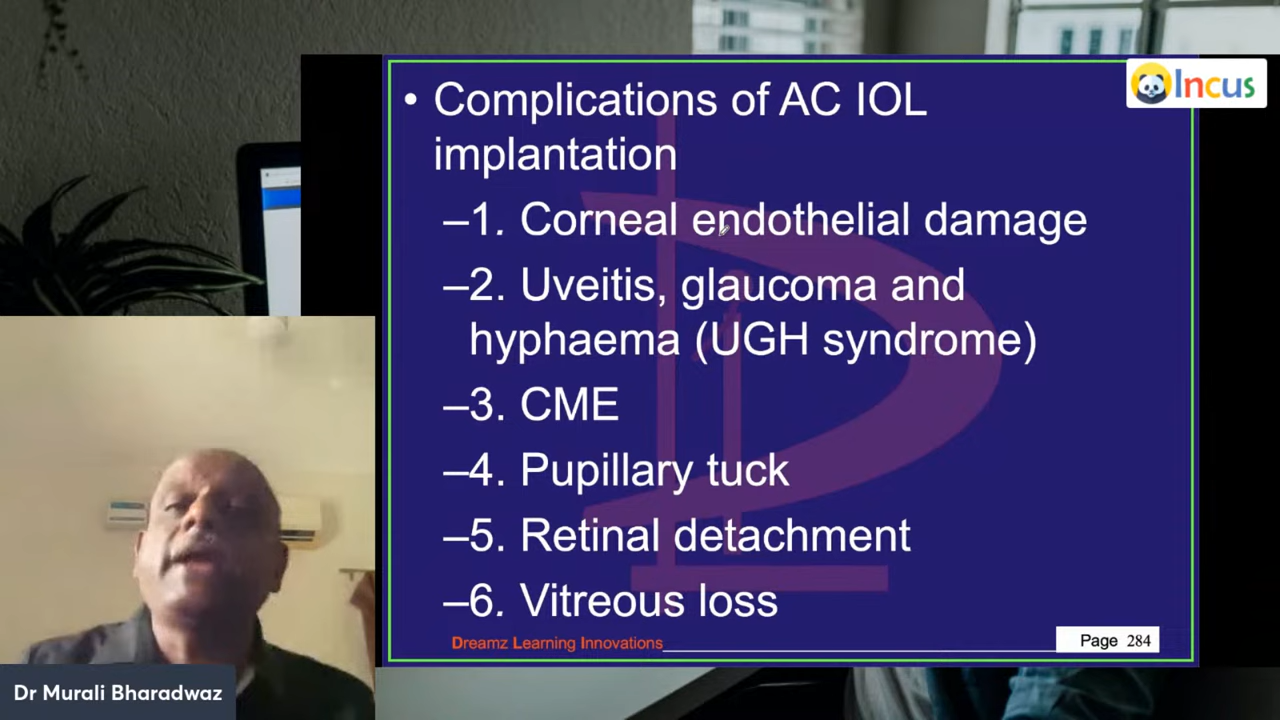 Incus
• Complications of AC IOL
implantation
–1. Corneal endothelial damage
–2. Uveitis, glaucoma and
hyphaema (UGH syndrome)
–3. CME
–4. Pupillary tuck
–5. Retinal detachment
–6. Vitreous loss
Dreamz Learning Innovations
Page 284
Dr Murali Bharadwaz